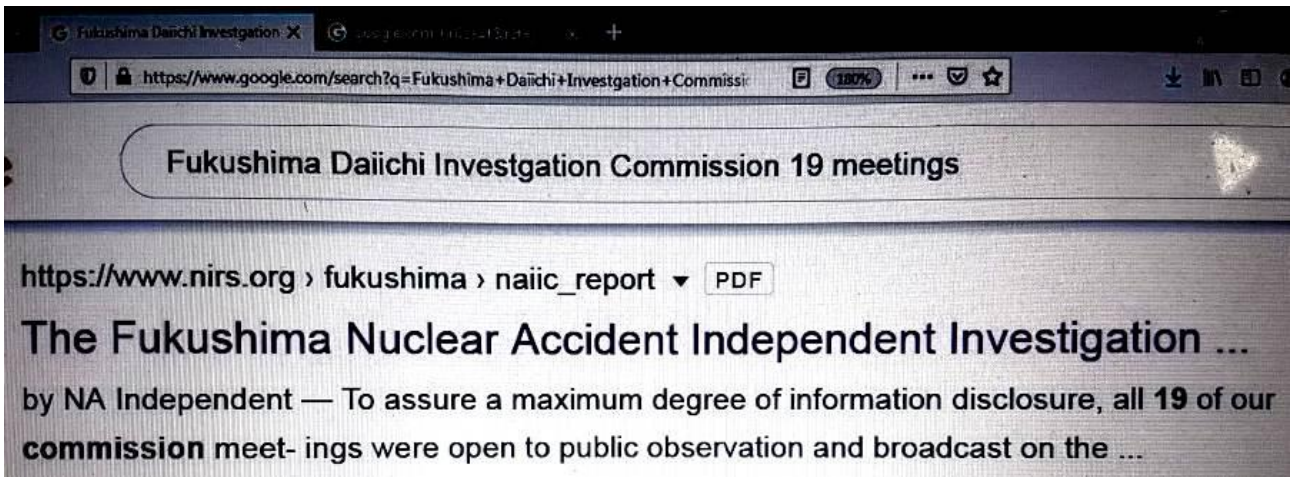 Fukushima Daiichi Investgation
https://www.google.com/search?q=Fukushima+Daiichi+Investgation+Commissic
180%
Fukushima Daiichi Investgation Commission 19 meetings
https://www.nirs.org › fukushima › naiic_report PDF
The Fukushima Nuclear Accident Independent Investigation ...
by NA Independent — To assure a maximum degree of information disclosure, all 19 of our
commission meet- ings were open to public observation and broadcast on the ...